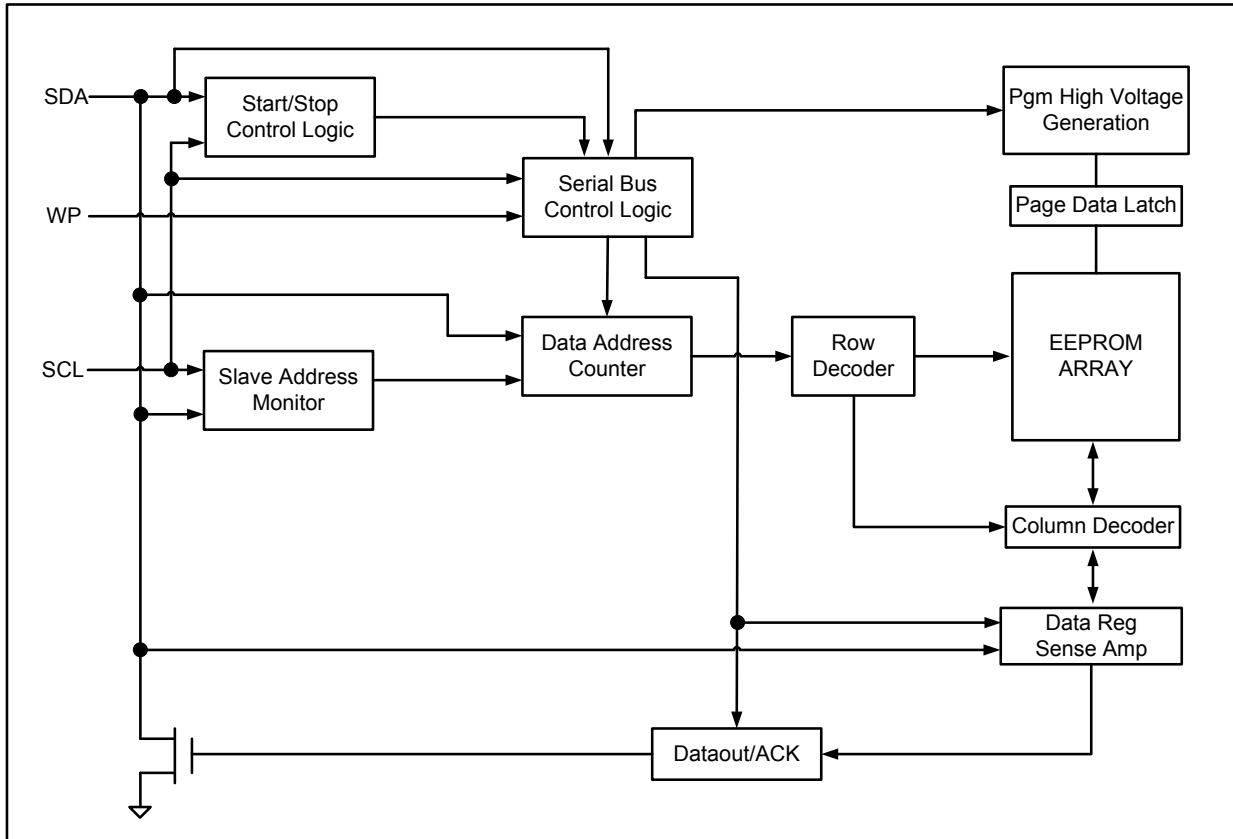 SDA
Start/Stop
Control Logic
Pgm High Voltage
Generation
Serial Bus
Control Logic
WP
Page Data Latch
Data Address
Counter
Row
Decoder
EEPROM
ARRAY
SCL
Slave Address
Monitor
Column Decoder
Data Reg
Sense Amp
Dataout/ACK